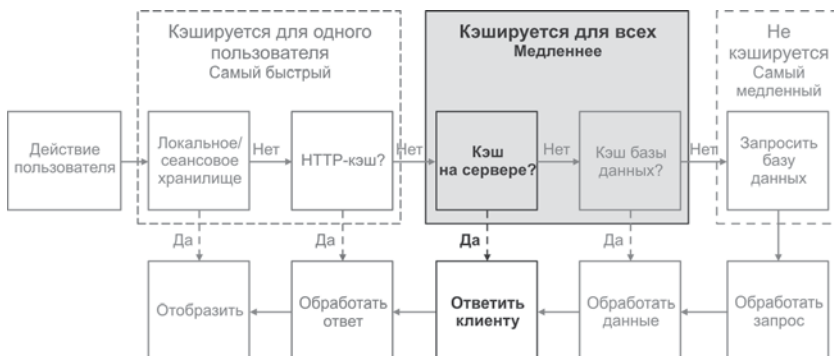 Кэшируется для одного
пользователя
Самый быстрый
Кэшируется для всех
Медленнее
Не
кэшируется
Самый
медленный
Действие
пользователя
Локальное/
сеансовое
хранилище
Нет
HTTP-кэш?
Нет
Кэш
на сервере?
Нет
Кэш базы
данных?
Нет
Запросить
базу
данных
Да
Да
Да
Да
Отобразить
Обработать
ответ
Ответить
клиенту
Обработать
данные
Обработать
запрос